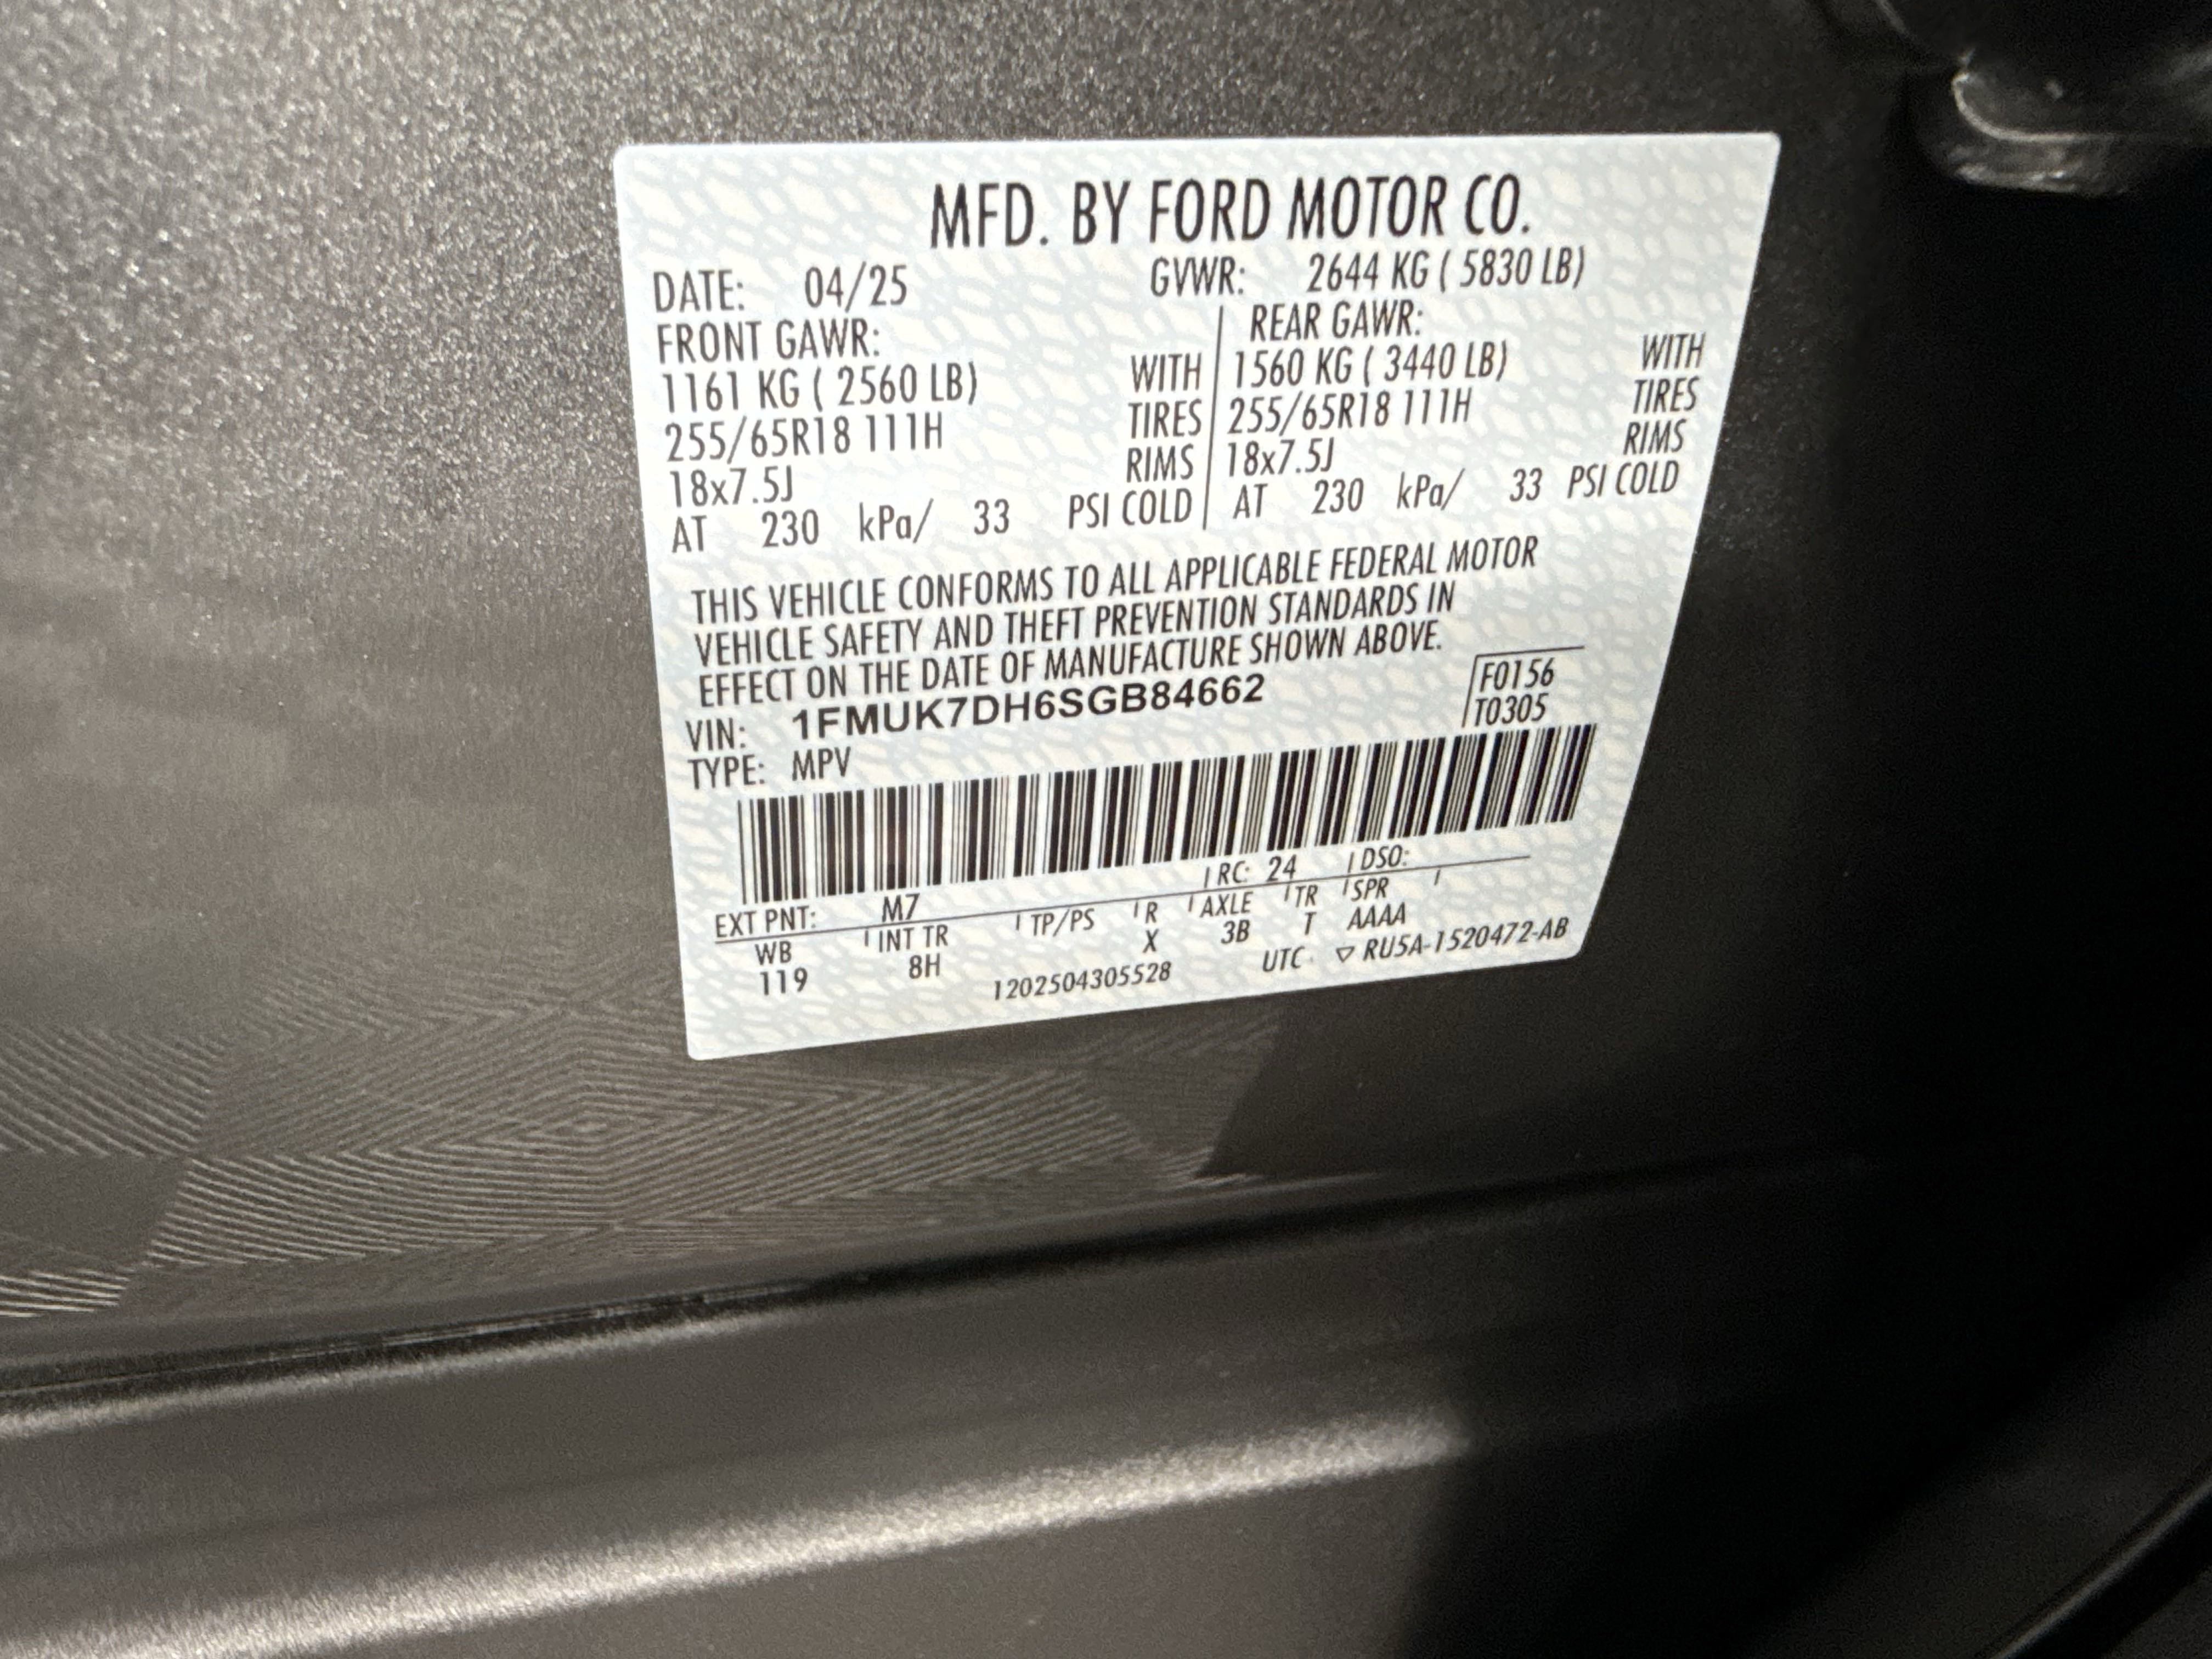 MFD. BY FORD MOTOR CO.
DATE: 04/25 GVWR: 2644 KG ( 5830 LB)
FRONT GAWR: REAR GAWR:
1161 KG ( 2560 LB) WITH 1560 KG ( 3440 LB) WITH
255/65R18 111H TIRES 255/65R18 111H TIRES
18x7.5J RIMS 18x7.5J RIMS
AT 230 kPa/ 33 PSI COLD AT 230 kPa/ 33 PSI COLD
THIS VEHICLE CONFORMS TO ALL APPLICABLE FEDERAL MOTOR
VEHICLE SAFETY AND THEFT PREVENTION STANDARDS IN
EFFECT ON THE DATE OF MANUFACTURE SHOWN ABOVE.
VIN: 1FMUK7DH6SGB84662 F0156
TYPE: MPV T0305
EXT PNT: M7 RC: 24 DSO:
WB INT TR TP/PS R AXLE TR SPR
119 8H X 3B T AAAA
1202504305528 UTC ▽ RU5A-1520472-AB